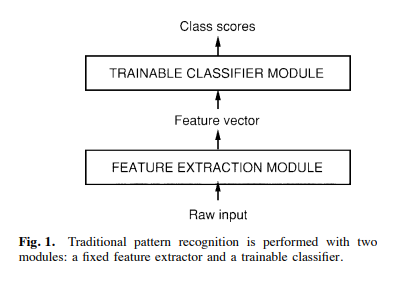 Class scores
TRAINABLE CLASSIFIER MODULE
Feature vector
FEATURE EXTRACTION MODULE
Raw input
Fig. 1. Traditional pattern recognition is performed with two
modules: a fixed feature extractor and a trainable classifier.